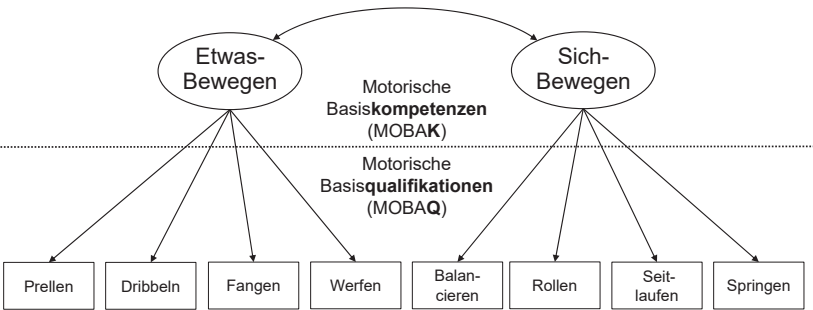 Etwas-
Bewegen
Sich-
Bewegen
Motorische
Basiskompetenzen
(MOBAK)
Motorische
Basisqualifikationen
(MOBAQ)
Prellen
Dribbeln
Fangen
Werfen
Balan-
cieren
Rollen
Seit-
laufen
Springen